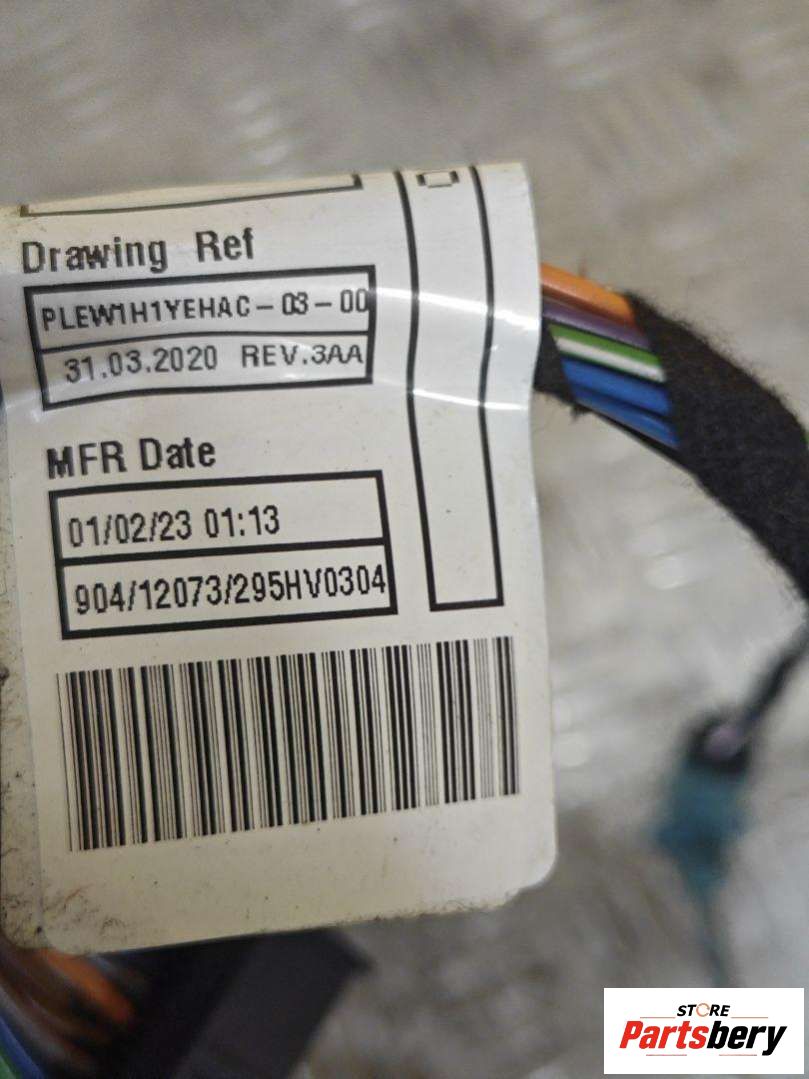 Drawing Ref
PLEW1H1YEHAC-03-00
31.03.2020 REV.3AA
MFR Date
01/02/23 01:13
904/12073/295HV0304
STORE
Partsbery